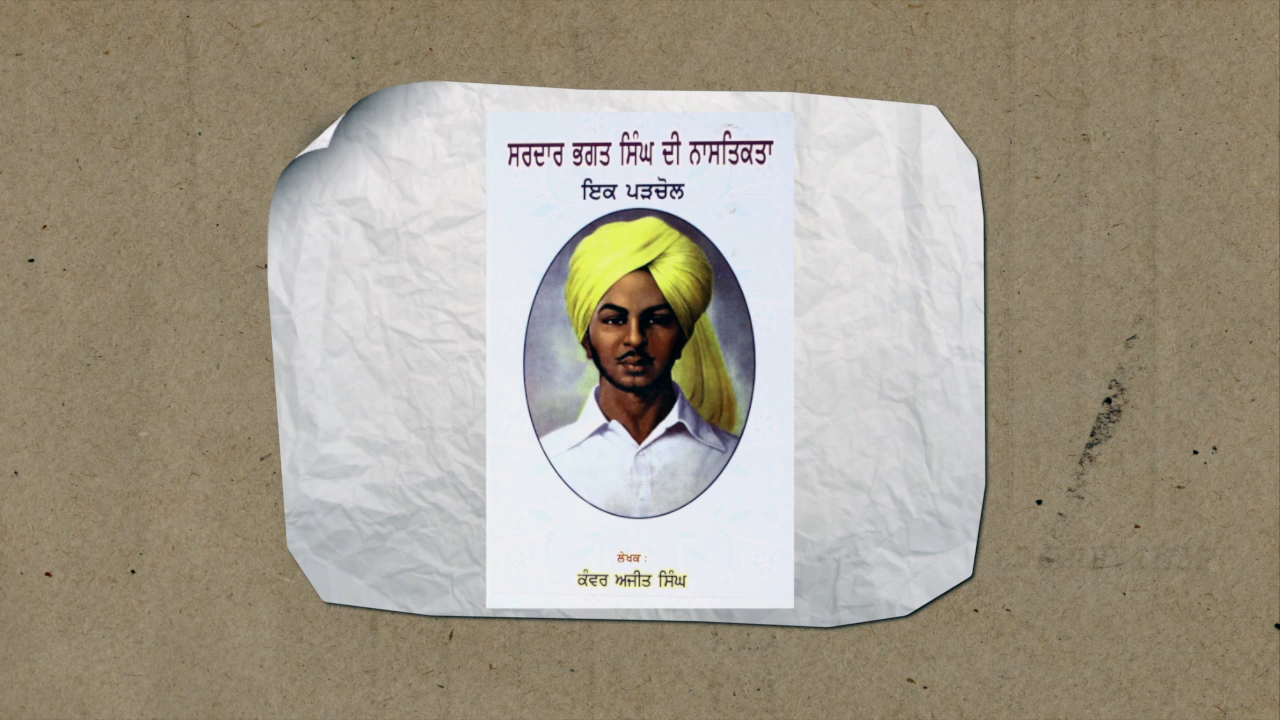 ਸਰਦਾਰ ਭਗਤ ਸਿੰਘ ਦੀ ਨਾਸਤਿਕਤਾ
ਇਕ ਪੜਚੋਲ
ਲੇਖਕ :
ਕੰਵਰ ਅਜੀਤ ਸਿੰਘ